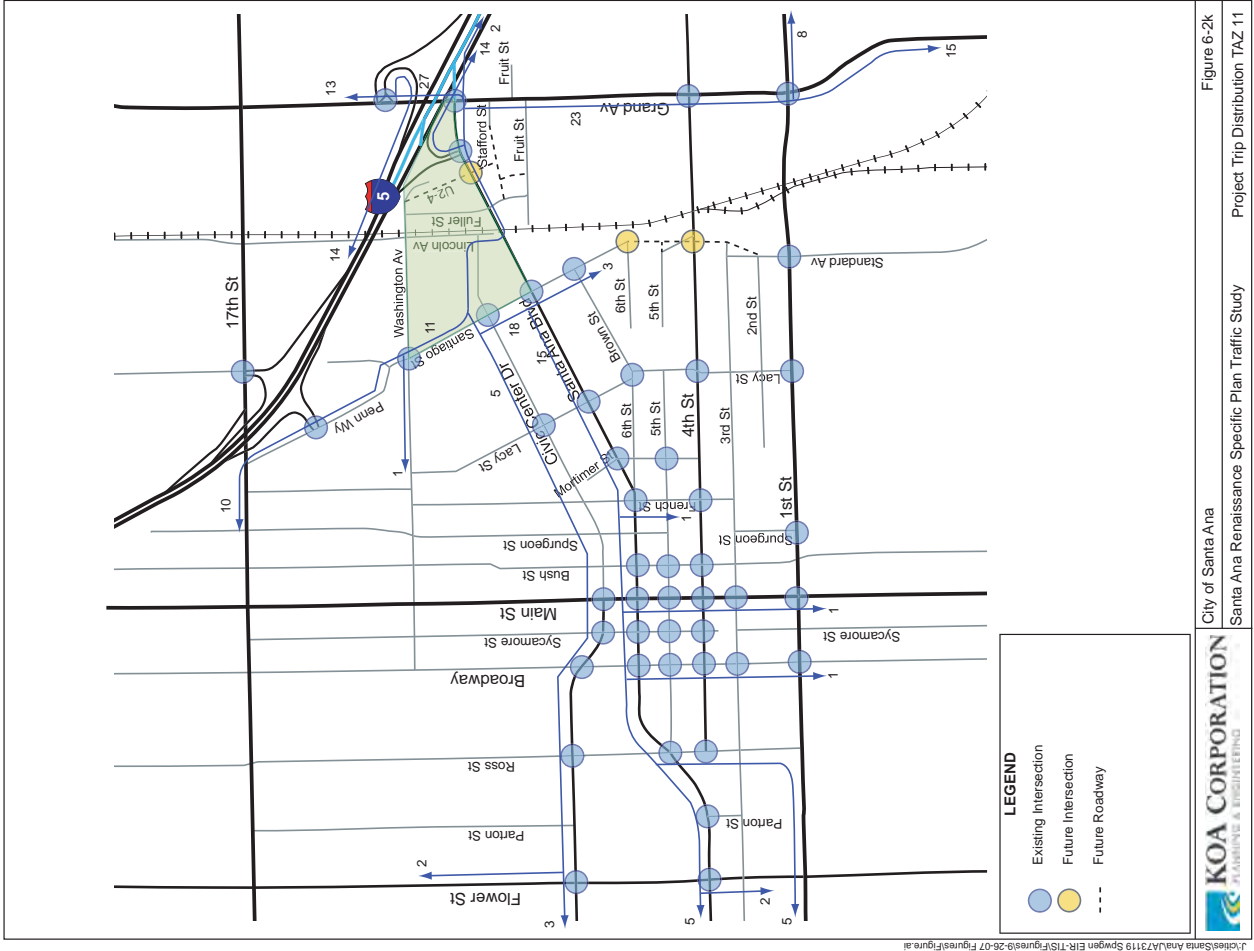 13
27
14
2
Fruit St
8
15
Grand Av
23
Stafford St
Fruit St
5
U2-4
Fuller St
Lincoln Av
14
17th St
Washington Av
11
Santiago St
18
15
3
Santa Ana Blvd
Brown St
6th St
5th St
2nd St
Standard Av
Penn Wy
5
Civic Center Dr
Lacy St
Lacy St
6th St
5th St
4th St
3rd St
1st St
1
10
Mortimer St
French St
1
Spurgeon St
Spurgeon St
Bush St
Main St
1
Sycamore St
Sycamore St
Broadway
1
Ross St
Parton St
Parton St
2
Flower St
3
5
2
5
LEGEND
Existing Intersection
Future Intersection
Future Roadway
KOA CORPORATION
PLANNING & ENGINEERING
City of Santa Ana
Figure 6-2k
Santa Ana Renaissance Specific Plan Traffic Study
Project Trip Distribution TAZ 11
J:\cities\Santa Ana\JA73119 Spwgen EIR-TIS\Figures\9-26-07 Figures\Figure.ai